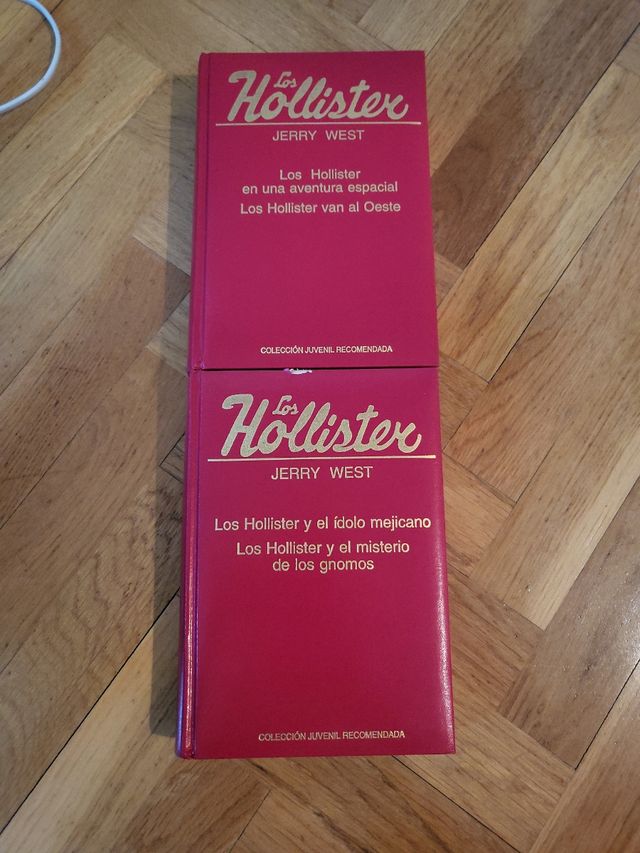 Los
Hollister
JERRY WEST
Los Hollister
en una aventura espacial
Los Hollister van al Oeste
COLECCIÓN JUVENIL RECOMENDADA
Los
Hollister
JERRY WEST
Los Hollister y el ídolo mejicano
Los Hollister y el misterio
de los gnomos
COLECCIÓN JUVENIL RECOMENDADA